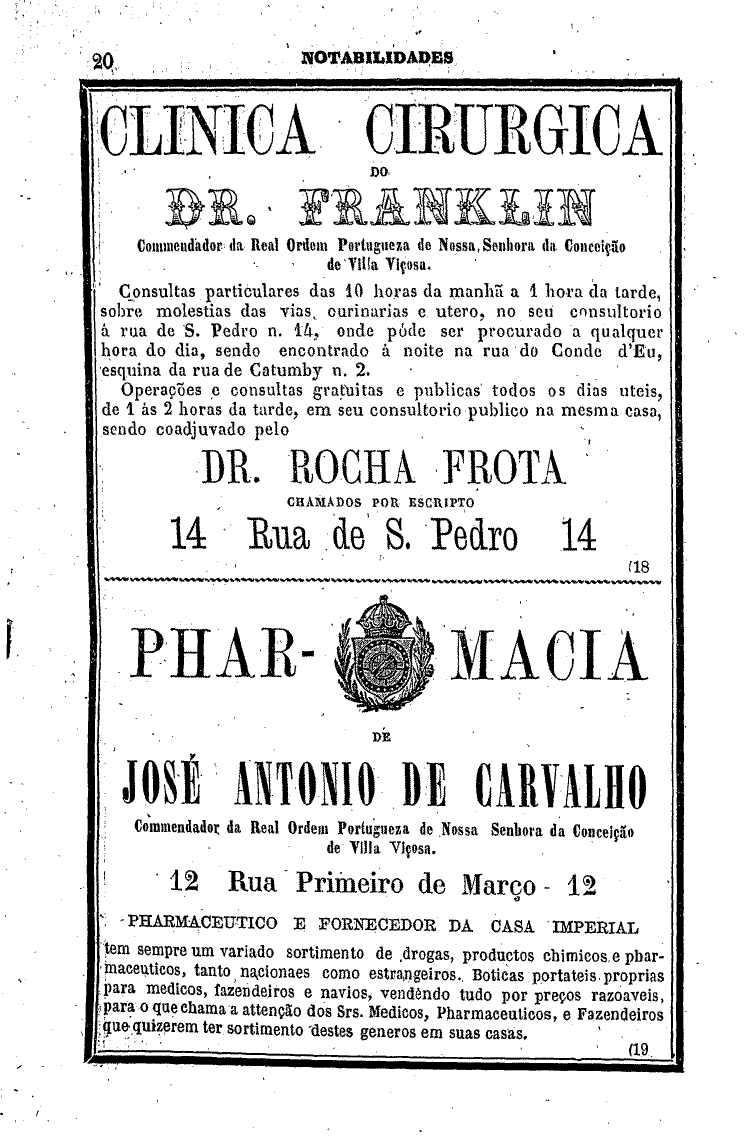 20
NOTABILIDADES
CLINICA CIRURGICA
DO
DR. FRANKLIN
Commendador da Real Ordem Portugueza de Nossa Senhora da Conceição
de Villa Viçosa.
Consultas particulares das 10 horas da manhã a 1 hora da tarde,
sobre molestias das vias, ourinarias e utero, no seu consultorio
á rua de S. Pedro n. 14, onde póde ser procurado a qualquer
hora do dia, sendo encontrado á noite na rua do Conde d'Eu,
esquina da rua de Catumby n. 2.
Operações e consultas gratuitas e publicas todos os dias uteis,
de 1 ás 2 horas da tarde, em seu consultorio publico na mesma casa,
sendo coadjuvado pelo
DR. ROCHA FROTA
CHAMADOS POR ESCRIPTO
14 Rua de S. Pedro 14
(18
PHAR-MACIA
DE
JOSÉ ANTONIO DE CARVALHO
Commendador da Real Ordem Portugueza de Nossa Senhora da Conceição
de Villa Viçosa.
12 Rua Primeiro de Março - 12
PHARMACEUTICO E FORNECEDOR DA CASA IMPERIAL
tem sempre um variado sortimento de drogas, productos chimicos e phar-
maceuticos, tanto nacionaes como estrangeiros. Boticas portateis proprias
para medicos, fazendeiros e navios, vendêndo tudo por preços razoaveis,
para o que chama a attenção dos Srs. Medicos, Pharmaceuticos, e Fazendeiros
que quizerem ter sortimento destes generos em suas casas.
(19